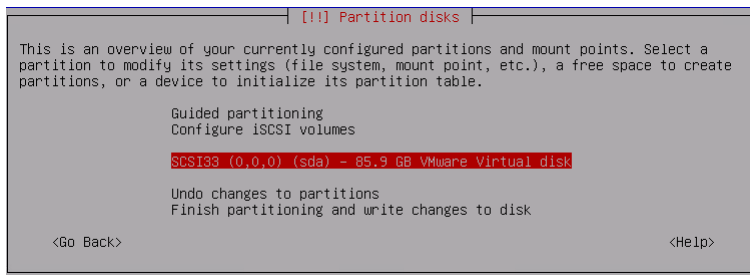 [!!] Partition disks
This is an overview of your currently configured partitions and mount points. Select a
partition to modify its settings (file system, mount point, etc.), a free space to create
partitions, or a device to initialize its partition table.
Guided partitioning
Configure iSCSI volumes
SCSI33 (0,0,0) (sda) – 85.9 GB VMware Virtual disk
Undo changes to partitions
Finish partitioning and write changes to disk
<Go Back> <Help>